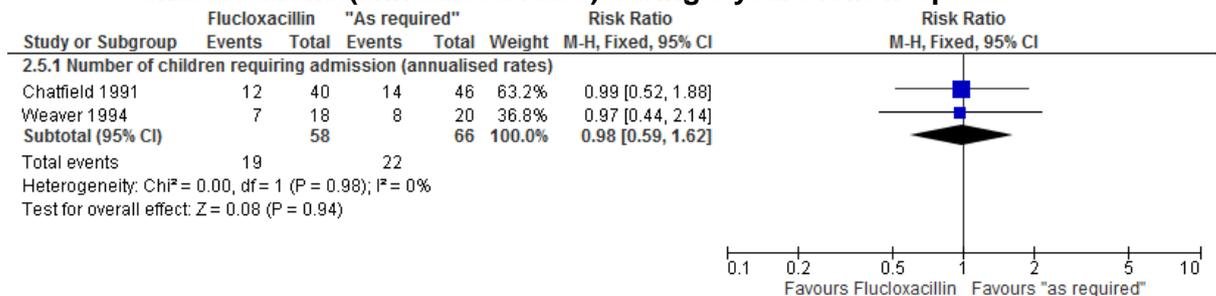 Flucloxacillin "As required" Risk Ratio Risk Ratio
Study or Subgroup Events Total Events Total Weight M-H, Fixed, 95% CI M-H, Fixed, 95% CI
2.5.1 Number of children requiring admission (annualised rates)
Chatfield 1991 12 40 14 46 63.2% 0.99 [0.52, 1.88]
Weaver 1994 7 18 8 20 36.8% 0.97 [0.44, 2.14]
Subtotal (95% CI) 58 66 100.0% 0.98 [0.59, 1.62]
Total events 19 22
Heterogeneity: Chi² = 0.00, df = 1 (P = 0.98); I² = 0%
Test for overall effect: Z = 0.08 (P = 0.94)
0.1 0.2 0.5 1 2 5 10
Favours Flucloxacillin Favours "as required"